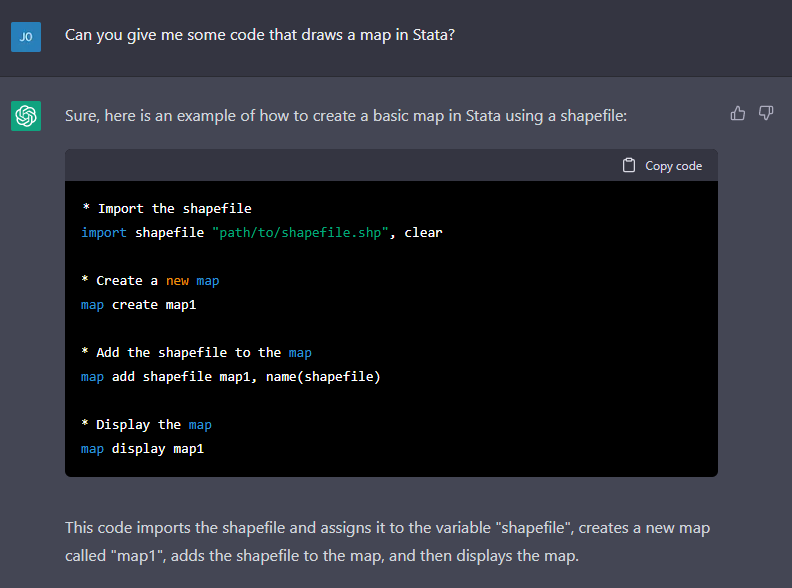 JO
Can you give me some code that draws a map in Stata?
Sure, here is an example of how to create a basic map in Stata using a shapefile:
Copy code
* Import the shapefile
import shapefile "path/to/shapefile.shp", clear
* Create a new map
map create map1
* Add the shapefile to the map
map add shapefile map1, name(shapefile)
* Display the map
map display map1
This code imports the shapefile and assigns it to the variable "shapefile", creates a new map
called "map1", adds the shapefile to the map, and then displays the map.